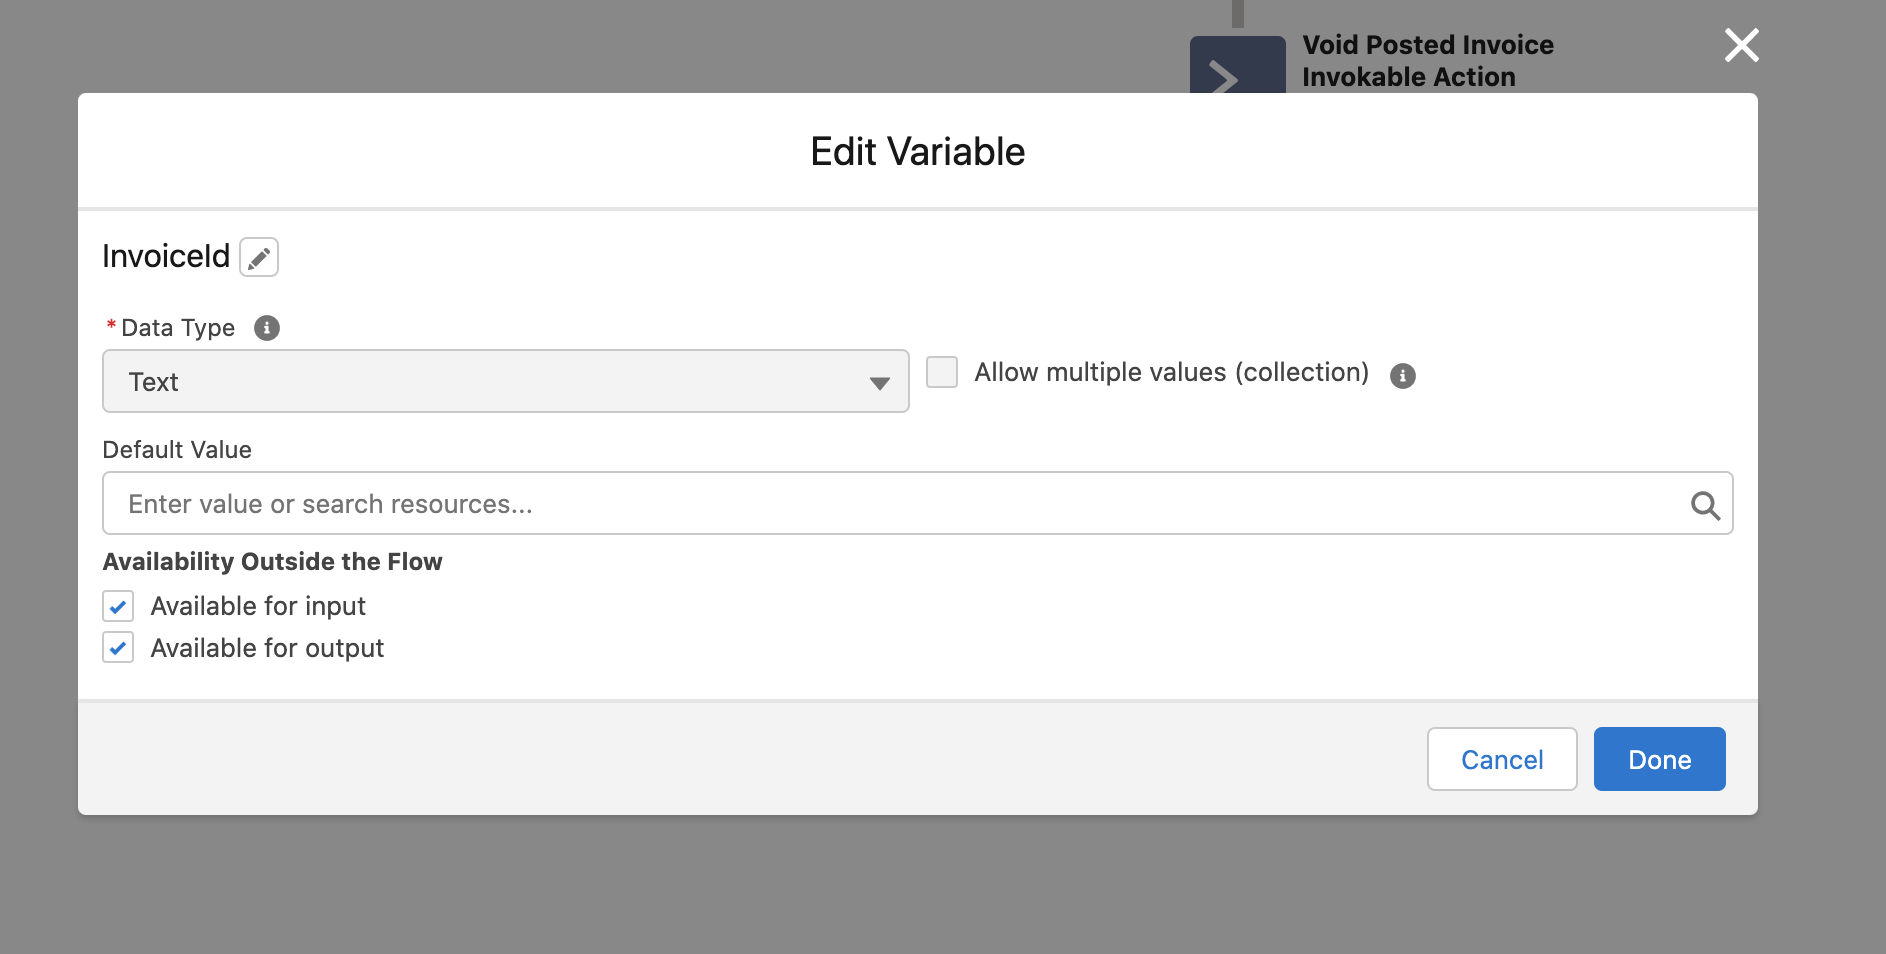 Void Posted Invoice
Invokable Action
Edit Variable
InvoiceId
* Data Type
Text
Allow multiple values (collection)
Default Value
Enter value or search resources...
Availability Outside the Flow
Available for input
Available for output
Cancel
Done